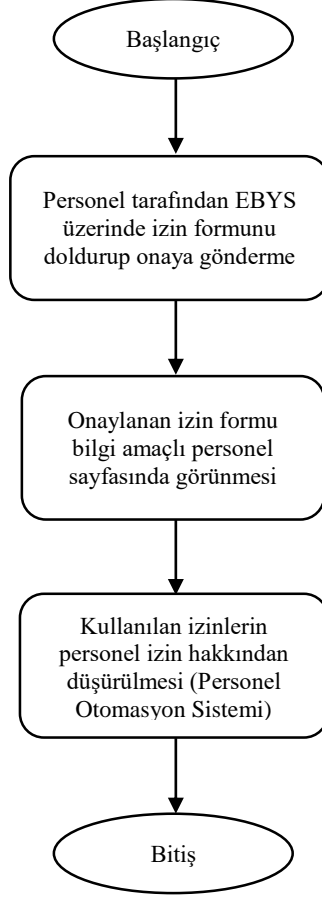 Başlangıç
Personel tarafından EBYS
üzerinde izin formunu
doldurup onaya gönderme
Onaylanan izin formu
bilgi amaçlı personel
sayfasında görünmesi
Kullanılan izinlerin
personel izin hakkından
düşürülmesi (Personel
Otomasyon Sistemi)
Bitiş